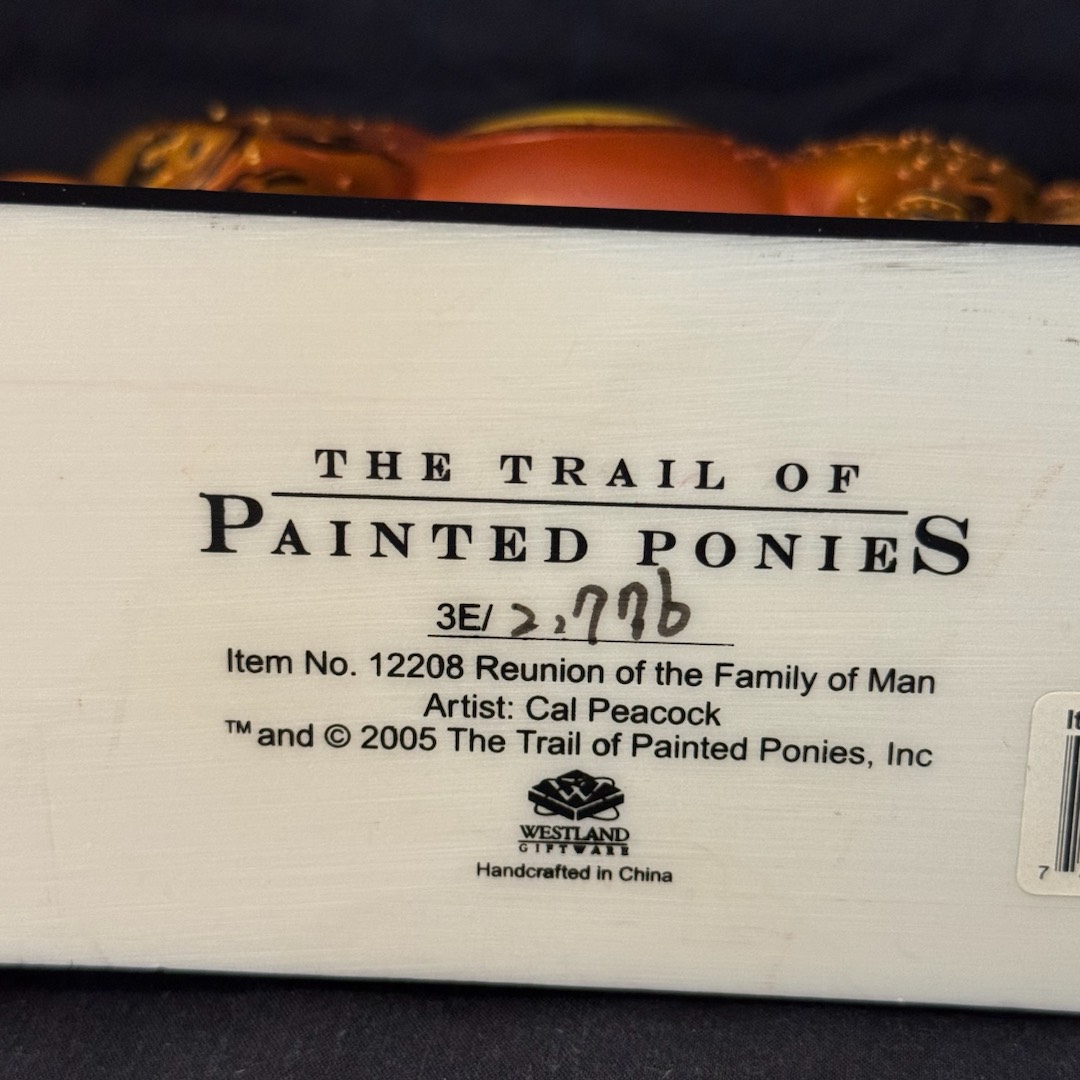 THE TRAIL OF
PAINTED PONIES
3E/ 2,776
Item No. 12208 Reunion of the Family of Man
Artist: Cal Peacock
™ and © 2005 The Trail of Painted Ponies, Inc
WESTLAND
GIFTWARE
Handcrafted in China
7